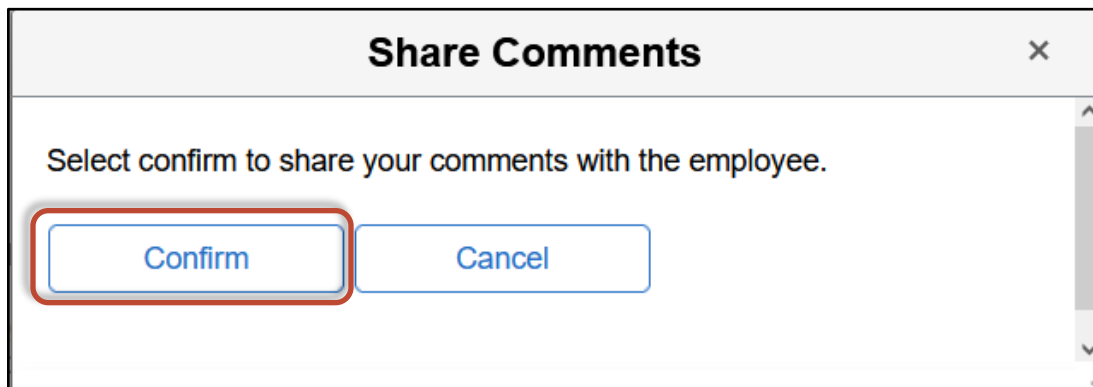 Share Comments ×
Select confirm to share your comments with the employee.
Confirm Cancel